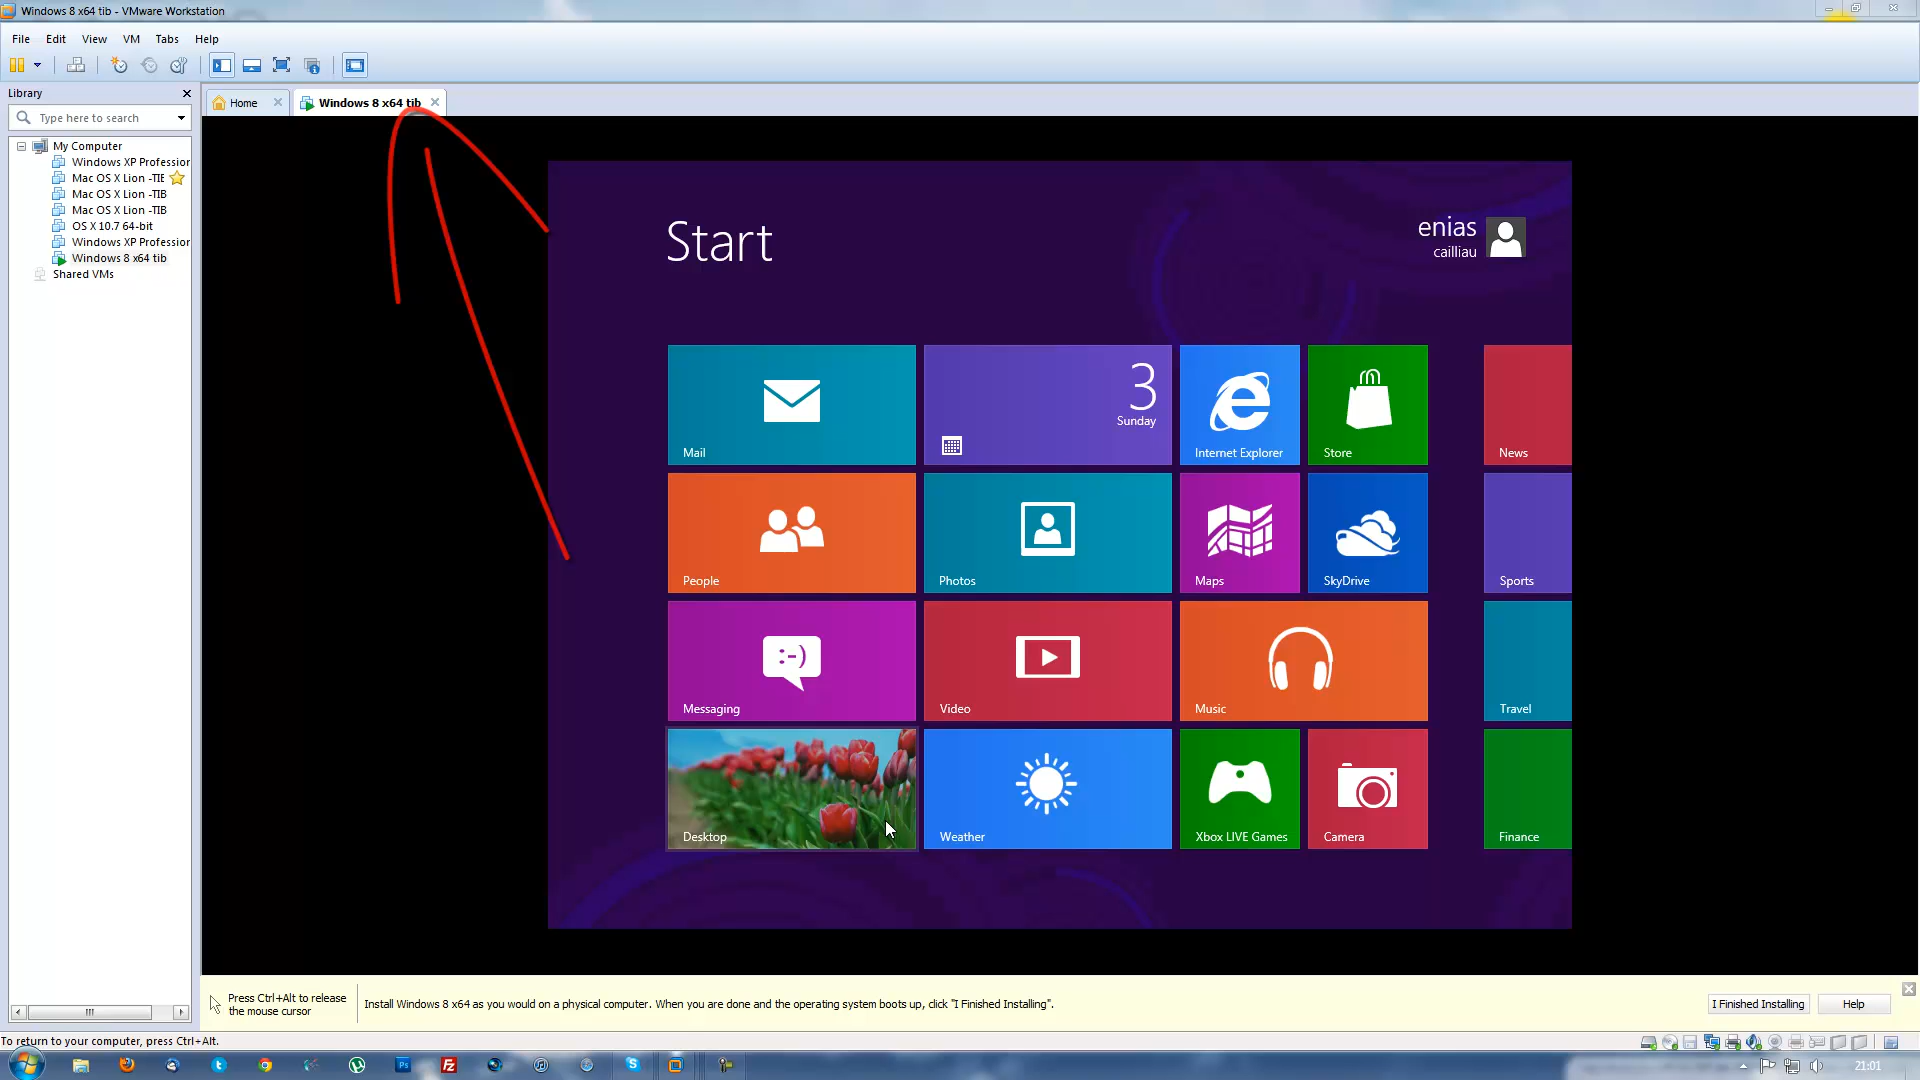 Windows 8 x64 tib - VMware Workstation
File Edit View VM Tabs Help
Library
Type here to search
My Computer
Windows XP Profession
Mac OS X Lion -TIE
Mac OS X Lion -TIB
Mac OS X Lion -TIB
OS X 10.7 64-bit
Windows XP Profession
Windows 8 x64 tib
Shared VMs
Home
Windows 8 x64 tib
Start
enias
cailliau
Mail
3
Sunday
Internet Explorer
Store
News
People
Photos
Maps
SkyDrive
Sports
Messaging
:-)
Video
Music
Travel
Desktop
Weather
Xbox LIVE Games
Camera
Finance
Press Ctrl+Alt to release
the mouse cursor
Install Windows 8 x64 as you would on a physical computer. When you are done and the operating system boots up, click "I Finished Installing".
I Finished Installing
Help
To return to your computer, press Ctrl+Alt.
Ps
FZ
21:01